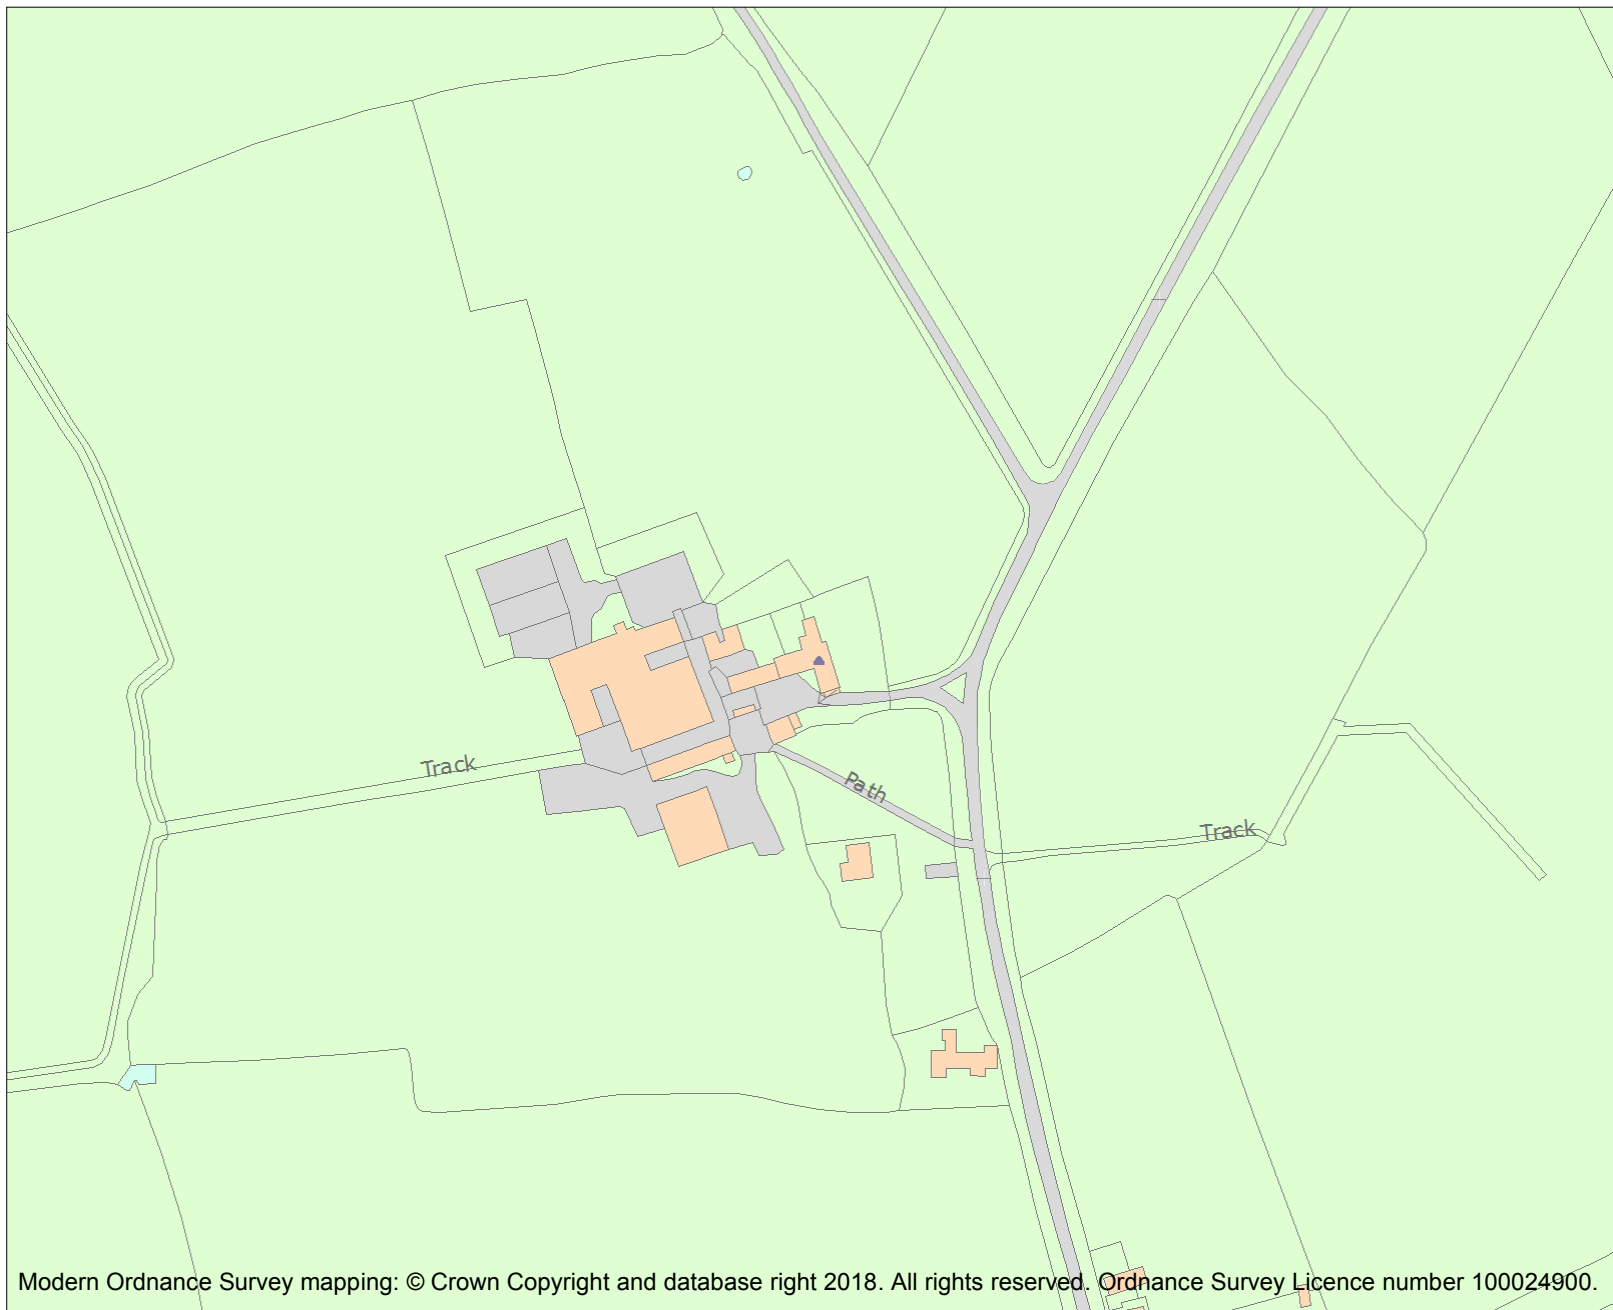 Track
Path
Track
Modern Ordnance Survey mapping: © Crown Copyright and database right 2018. All rights reserved. Ordnance Survey Licence number 100024900.